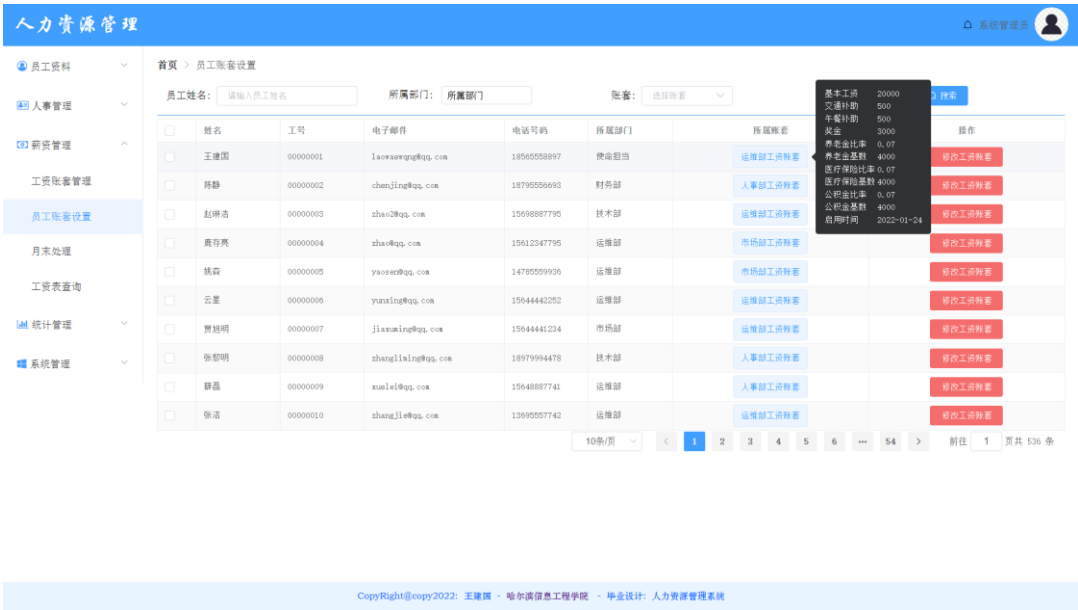 人力资源管理
系统管理员
员工资料
人事管理
薪资管理
工资账套管理
员工账套设置
月末处理
工资表查询
统计管理
系统管理
首页 > 员工账套设置
员工姓名: 请输入员工姓名 所属部门: 所属部门 账套: 选择账套 搜索
姓名 工号 电子邮件 电话号码 所属部门 所属账套 操作
王建国 00000001 18565558897 使命担当 运维部工资账套 修改工资账套
陈静 00000002 chenjing@qq.com 18795556693 财务部 人事部工资账套 修改工资账套
赵琳浩 00000003 zhao2@qq.com 15698887795 技术部 运维部工资账套 修改工资账套
鹿存亮 00000004 zhao@qq.com 15612347795 运维部 市场部工资账套 修改工资账套
姚森 00000005 yaosen@qq.com 14785559936 运维部 市场部工资账套 修改工资账套
云星 00000006 yunxing@qq.com 15644442252 运维部 运维部工资账套 修改工资账套
贾旭明 00000007 jiaxuming@qq.com 15644441234 市场部 运维部工资账套 修改工资账套
张黎明 00000008 zhangliming@qq.com 18979994478 技术部 人事部工资账套 修改工资账套
薛磊 00000009 xuelei@qq.com 15648887741 运维部 人事部工资账套 修改工资账套
张洁 00000010 zhangjie@qq.com 13695557742 运维部 运维部工资账套 修改工资账套
基本工资 20000
交通补助 500
午餐补助 500
奖金 3000
养老金比率 0.07
养老金基数 4000
医疗保险比率 0.07
医疗保险基数 4000
公积金比率 0.07
公积金基数 4000
启用时间 2022-01-24
10条/页 < 1 2 3 4 5 6 ... 54 > 前往 1 页共 536 条
CopyRight@copy2022: 王建国 - 哈尔滨信息工程学院 - 毕业设计: 人力资源管理系统